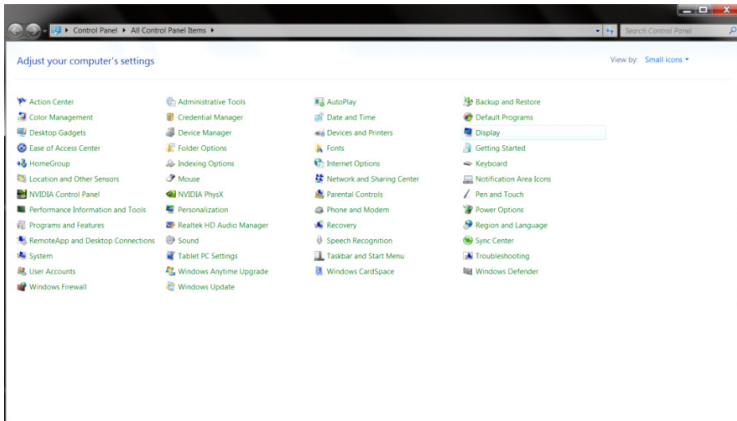 Control Panel ▸ All Control Panel Items ▸
Search Control Panel
Adjust your computer's settings
View by: Small icons
Action Center
Administrative Tools
AutoPlay
Backup and Restore
Color Management
Credential Manager
Date and Time
Default Programs
Desktop Gadgets
Device Manager
Devices and Printers
Display
Ease of Access Center
Folder Options
Fonts
Getting Started
HomeGroup
Indexing Options
Internet Options
Keyboard
Location and Other Sensors
Mouse
Network and Sharing Center
Notification Area Icons
NVIDIA Control Panel
NVIDIA PhysX
Parental Controls
Pen and Touch
Performance Information and Tools
Personalization
Phone and Modem
Power Options
Programs and Features
Realtek HD Audio Manager
Recovery
Region and Language
RemoteApp and Desktop Connections
Sound
Speech Recognition
Sync Center
System
Tablet PC Settings
Taskbar and Start Menu
Troubleshooting
User Accounts
Windows Anytime Upgrade
Windows CardSpace
Windows Defender
Windows Firewall
Windows Update